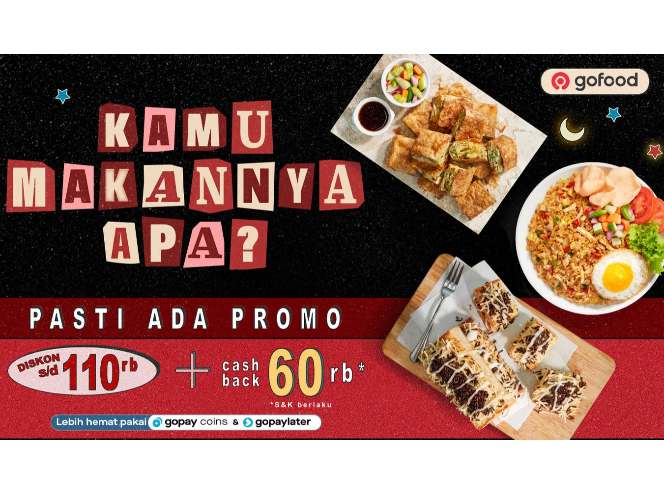 gofood
KAMU
MAKANNYA
APA?
PASTI ADA PROMO
DISKON
s/d 110rb
+
cash
back 60rb*
*S&K berlaku
Lebih hemat pakai gopay coins & gopaylater